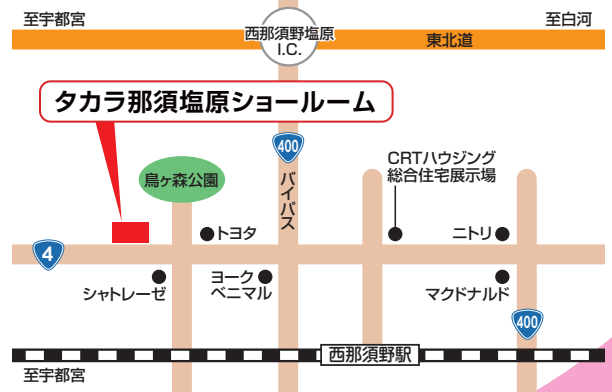 至宇都宮
至白河
西那須野塩原
I.C.
東北道
タカラ那須塩原ショールーム
400
バイパス
CRTハウジング
総合住宅展示場
烏ヶ森公園
トヨタ
ニトリ
4
シャトレーゼ
ヨーク
ベニマル
マクドナルド
400
西那須野駅
至宇都宮